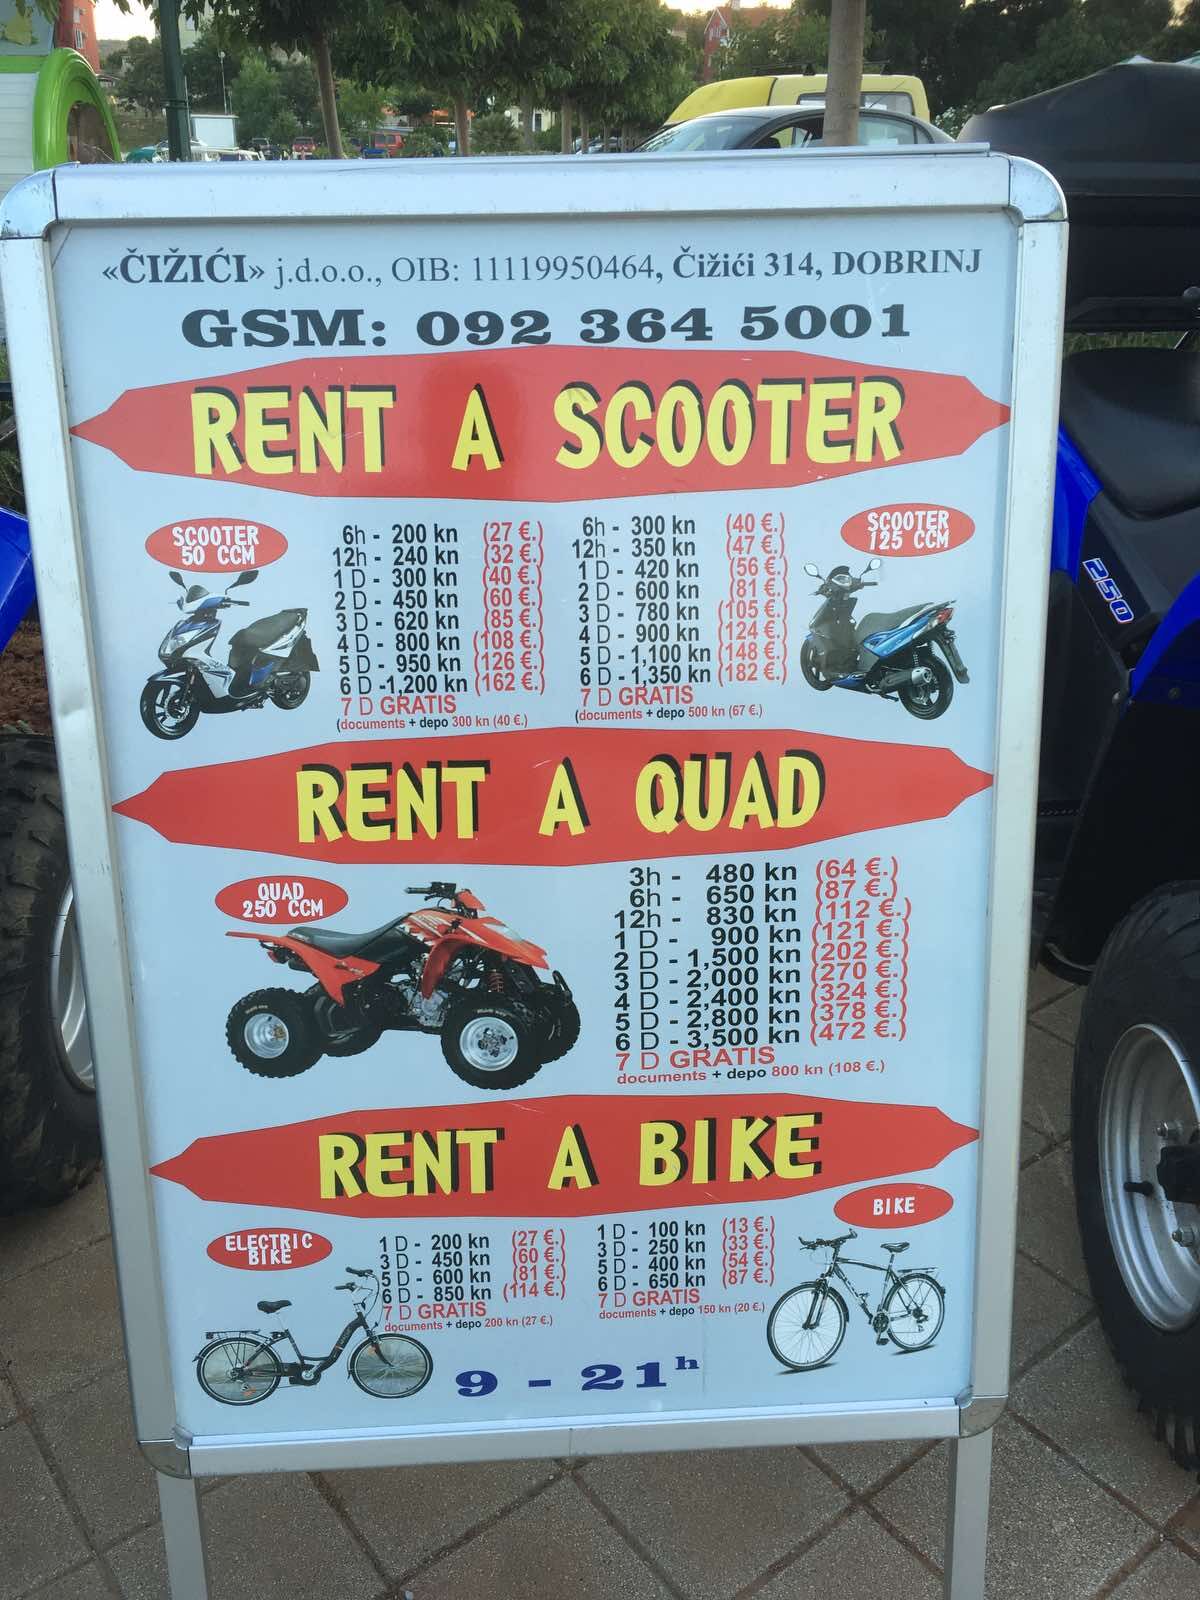 «ČIŽIĆI» j.d.o.o., OIB: 11119950464, Čižići 314, DOBRINJ
GSM: 092 364 5001
RENT A SCOOTER
SCOOTER
50 CCM
6h - 200 kn (27 €.)
12h - 240 kn (32 €.)
1 D - 300 kn (40 €.)
2 D - 450 kn (60 €.)
3 D - 620 kn (85 €.)
4 D - 800 kn (108 €.)
5 D - 950 kn (126 €.)
6 D -1,200 kn (162 €.)
7 D GRATIS
(documents + depo 300 kn (40 €.)
6h - 300 kn (40 €.)
12h - 350 kn (47 €.)
1 D - 420 kn (56 €.)
2 D - 600 kn (81 €.)
3 D - 780 kn (105 €.)
4 D - 900 kn (124 €.)
5 D -1,100 kn (148 €.)
6 D -1,350 kn (182 €.)
7 D GRATIS
(documents + depo 500 kn (67 €.)
SCOOTER
125 CCM
RENT A QUAD
QUAD
250 CCM
3h - 480 kn (64 €.)
6h - 650 kn (87 €.)
12h - 830 kn (112 €.)
1 D - 900 kn (121 €.)
2 D - 1,500 kn (202 €.)
3 D - 2,000 kn (270 €.)
4 D - 2,400 kn (324 €.)
5 D - 2,800 kn (378 €.)
6 D - 3,500 kn (472 €.)
7 D GRATIS
documents + depo 800 kn (108 €.)
RENT A BIKE
ELECTRIC
BIKE
1 D - 200 kn (27 €.)
3 D - 450 kn (60 €.)
5 D - 600 kn (81 €.)
6 D - 850 kn (114 €.)
7 D GRATIS
documents + depo 200 kn (27 €.)
1 D - 100 kn (13 €.)
3 D - 250 kn (33 €.)
5 D - 400 kn (54 €.)
6 D - 650 kn (87 €.)
7 D GRATIS
documents + depo 150 kn (20 €.)
BIKE
9 - 21h
250